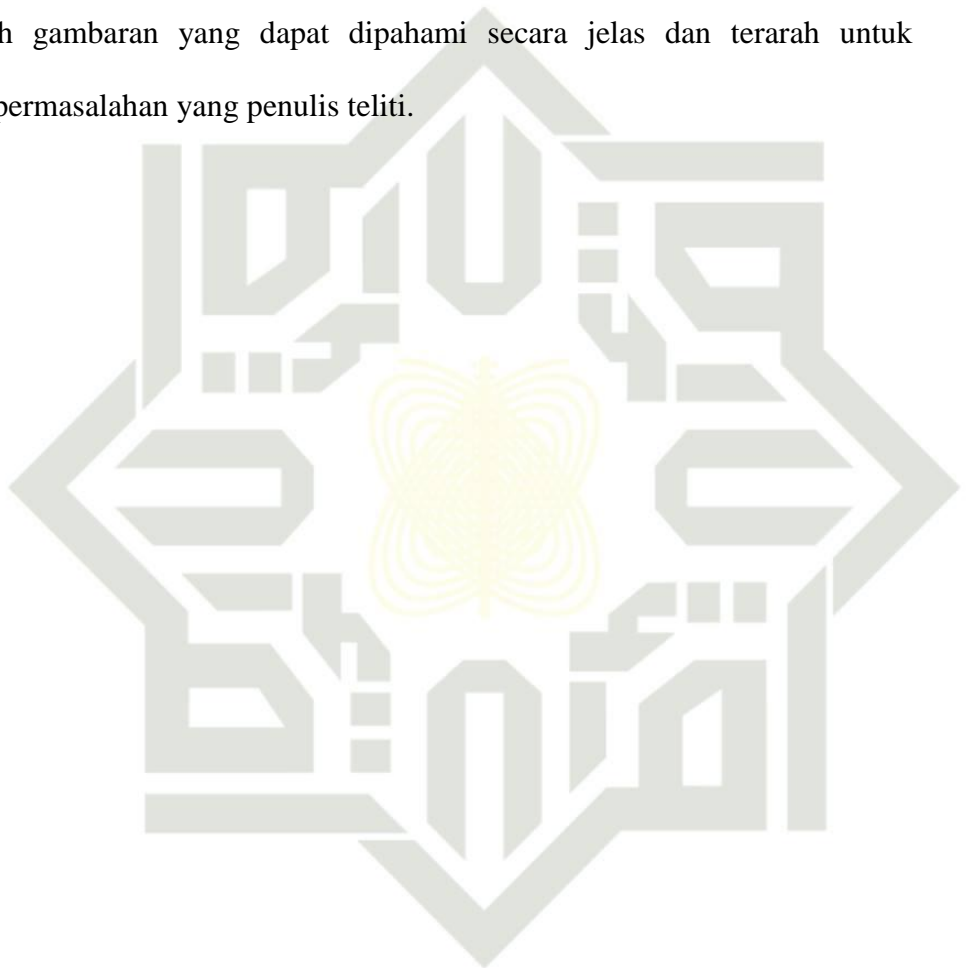 h gambaran yang dapat dipahami secara jelas dan terarah untuk
permasalahan yang penulis teliti.